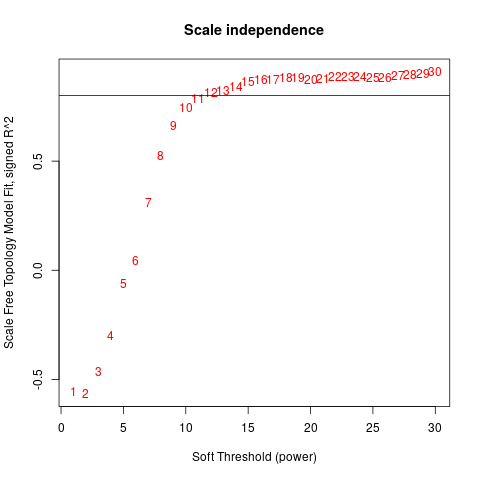 Scale independence
Scale Free Topology Model Fit, signed R^2
0.5
0.0
-0.5
1 2 3 4 5 6 7 8 9 10 11 12 13 14 15 16 17 18 19 20 21 22 23 24 25 26 27 28 29 30
0 5 10 15 20 25 30
Soft Threshold (power)